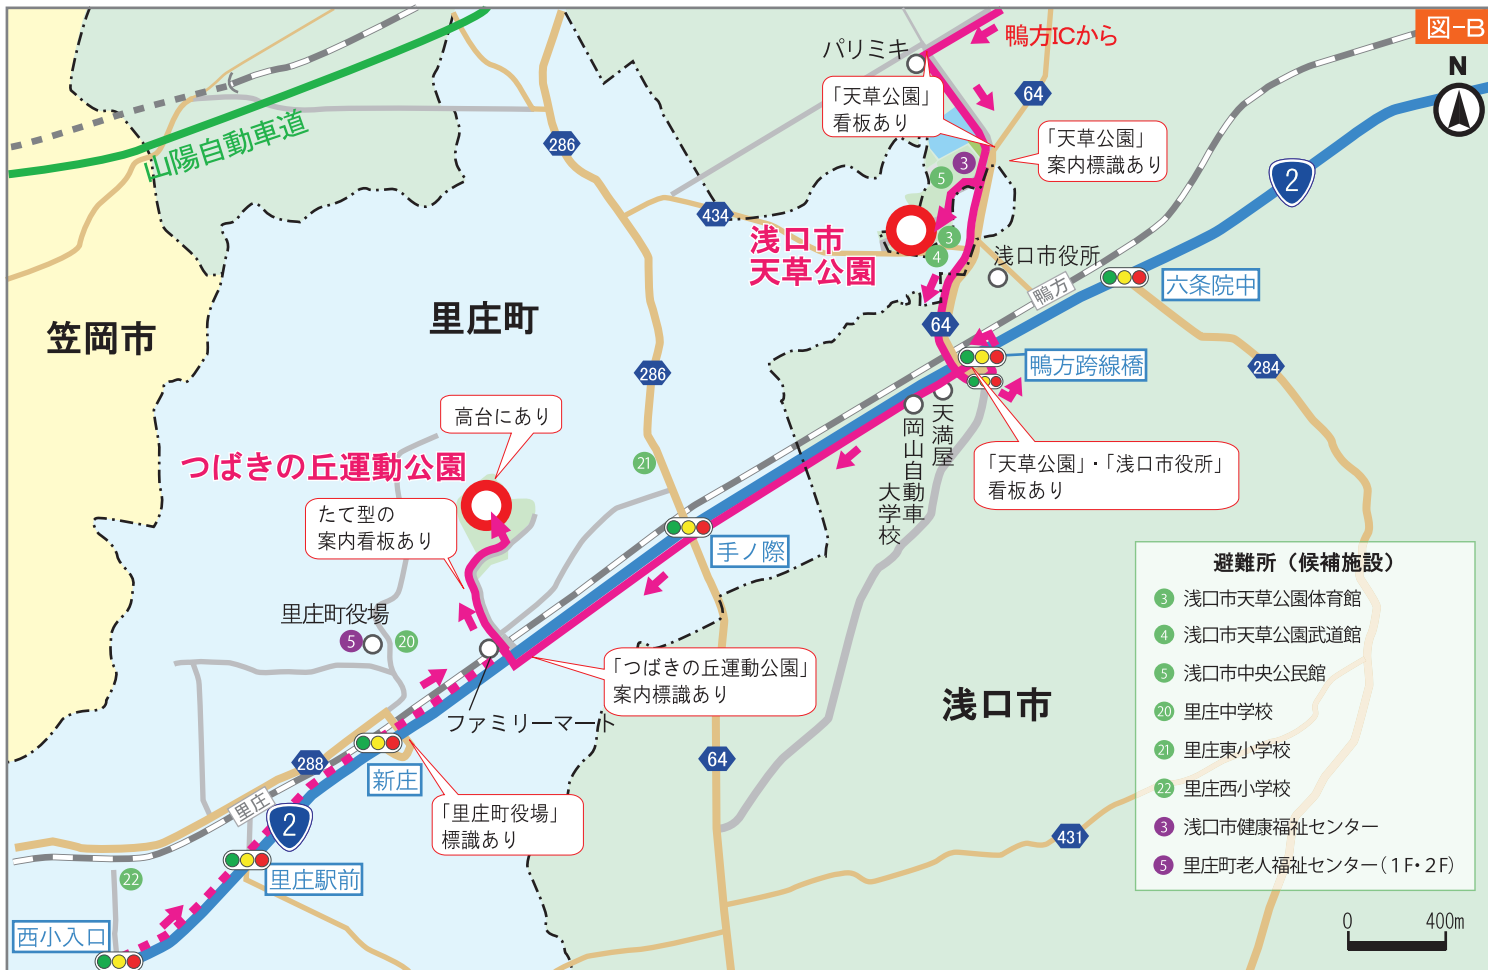 図-B
N
鴨方ICから
パリミキ
「天草公園」
看板あり
64
「天草公園」
案内標識あり
2
山陽自動車道
286
434
3
5
3
4
浅口市
天草公園
浅口市役所
鴨方
六条院中
笠岡市
里庄町
64
鴨方跨線橋
284
286
高台にあり
天満屋
岡山自動車
大学校
「天草公園」・「浅口市役所」
看板あり
つばきの丘運動公園
21
たて型の
案内看板あり
手ノ際
里庄町役場
5
20
「つばきの丘運動公園」
案内標識あり
ファミリーマート
浅口市
288
新庄
64
里庄
2
「里庄町役場」
標識あり
431
22
里庄駅前
西小入口
避難所（候補施設）
3 浅口市天草公園体育館
4 浅口市天草公園武道館
5 浅口市中央公民館
20 里庄中学校
21 里庄東小学校
22 里庄西小学校
3 浅口市健康福祉センター
5 里庄町老人福祉センター（1F・2F）
0 400m